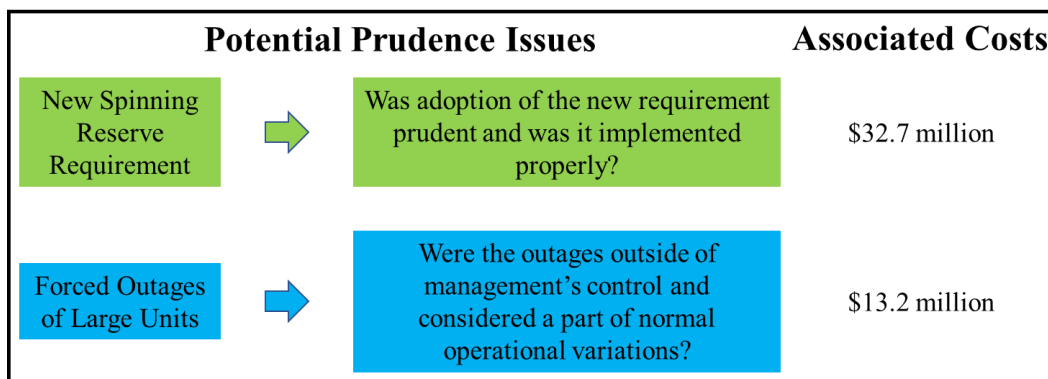 Potential Prudence Issues
Associated Costs
New Spinning
Reserve
Requirement
Was adoption of the new requirement
prudent and was it implemented
properly?
$32.7 million
Forced Outages
of Large Units
Were the outages outside of
management’s control and
considered a part of normal
operational variations?
$13.2 million